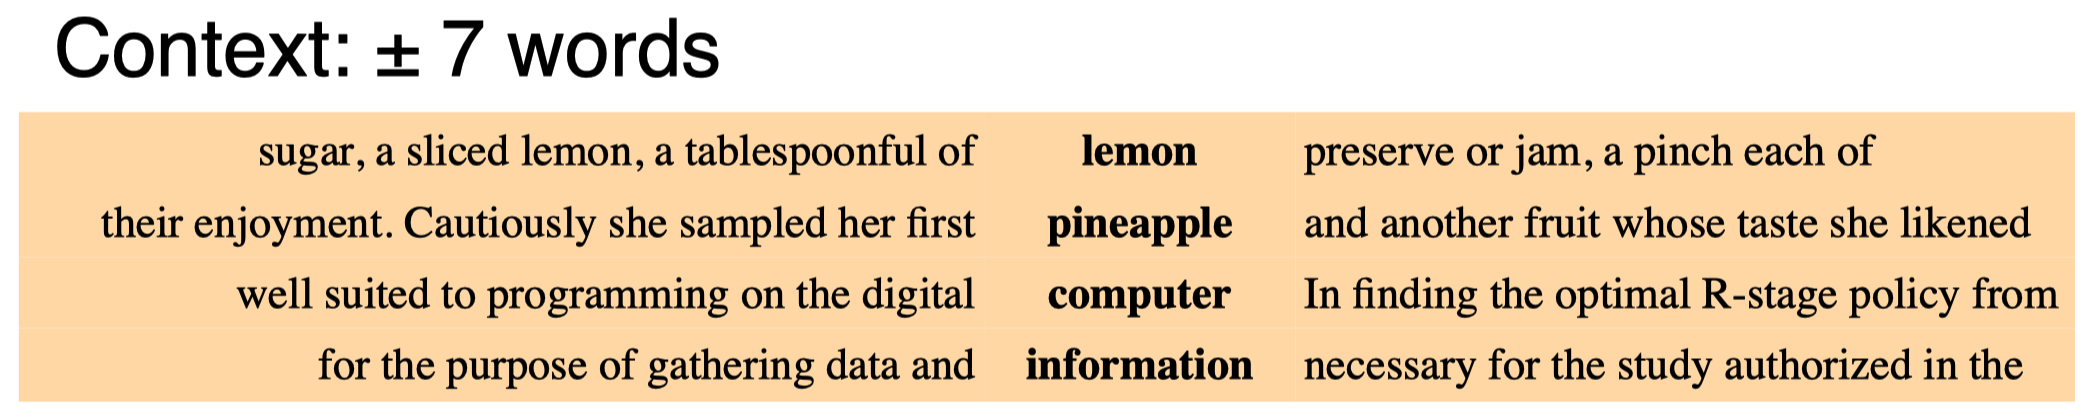 Context: ± 7 words
sugar, a sliced lemon, a tablespoonful of lemon preserve or jam, a pinch each of
their enjoyment. Cautiously she sampled her first pineapple and another fruit whose taste she likened
well suited to programming on the digital computer In finding the optimal R-stage policy from
for the purpose of gathering data and information necessary for the study authorized in the